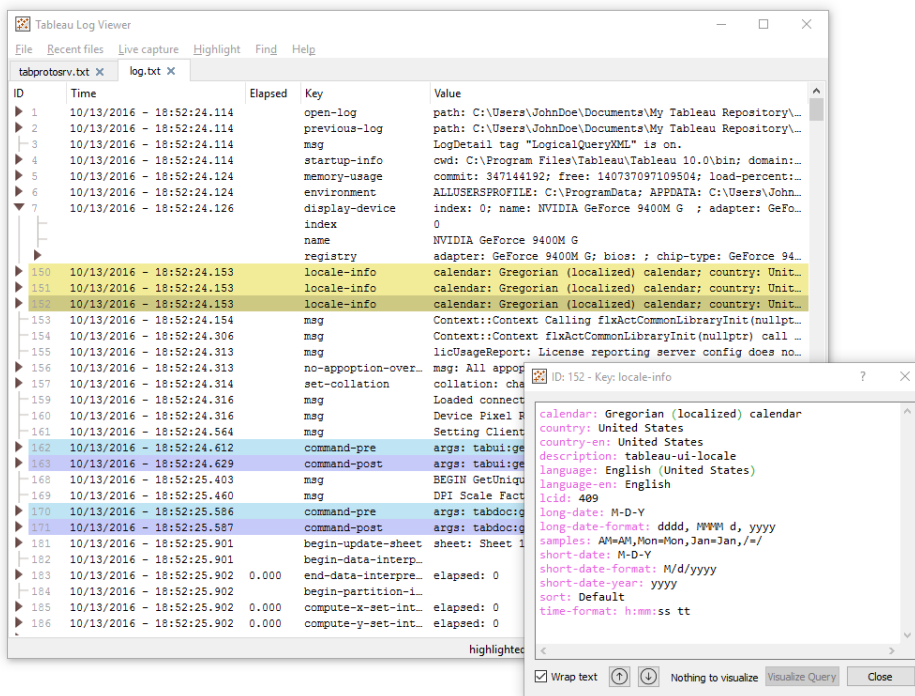 Tableau Log Viewer
File Recent files Live capture Highlight Find Help
tabprotosrv.txt log.txt
ID Time Elapsed Key Value
1 10/13/2016 - 18:52:24.114 open-log path: C:\Users\JohnDoe\Documents\My Tableau Repository\...
2 10/13/2016 - 18:52:24.114 previous-log path: C:\Users\JohnDoe\Documents\My Tableau Repository\...
3 10/13/2016 - 18:52:24.114 msg LogDetail tag "LogicalQueryXML" is on.
4 10/13/2016 - 18:52:24.114 startup-info cwd: C:\Program Files\Tableau\Tableau 10.0\bin; domain:...
5 10/13/2016 - 18:52:24.124 memory-usage commit: 347144192; free: 140737097109504; load-percent:...
6 10/13/2016 - 18:52:24.124 environment ALLUSERSPROFILE: C:\ProgramData; APPDATA: C:\Users\John...
7 10/13/2016 - 18:52:24.126 display-device index: 0; name: NVIDIA GeForce 9400M G ; adapter: GeFo...
index 0
name NVIDIA GeForce 9400M G
registry adapter: GeForce 9400M G; bios: ; chip-type: GeForce 94...
150 10/13/2016 - 18:52:24.153 locale-info calendar: Gregorian (localized) calendar; country: Unit...
151 10/13/2016 - 18:52:24.153 locale-info calendar: Gregorian (localized) calendar; country: Unit...
152 10/13/2016 - 18:52:24.153 locale-info calendar: Gregorian (localized) calendar; country: Unit...
153 10/13/2016 - 18:52:24.154 msg Context::Context Calling flxActCommonLibraryInit(nullpt...
154 10/13/2016 - 18:52:24.306 msg Context::Context flxActCommonLibraryInit(nullptr) call ...
155 10/13/2016 - 18:52:24.313 msg licUsageReport: License reporting server config does no...
156 10/13/2016 - 18:52:24.313 no-appoption-over... msg: All appop
157 10/13/2016 - 18:52:24.314 set-collation collation: cha
159 10/13/2016 - 18:52:24.316 msg Loaded connect
160 10/13/2016 - 18:52:24.316 msg Device Pixel R
161 10/13/2016 - 18:52:24.564 msg Setting Client
162 10/13/2016 - 18:52:24.612 command-pre args: tabui:ge
163 10/13/2016 - 18:52:24.629 command-post args: tabui:ge
168 10/13/2016 - 18:52:25.403 msg BEGIN GetUniqu
169 10/13/2016 - 18:52:25.460 msg DPI Scale Fact
170 10/13/2016 - 18:52:25.586 command-pre args: tabdoc:g
171 10/13/2016 - 18:52:25.587 command-post args: tabdoc:g
181 10/13/2016 - 18:52:25.901 begin-update-sheet sheet: Sheet 1
182 10/13/2016 - 18:52:25.901 begin-data-interp...
183 10/13/2016 - 18:52:25.902 0.000 end-data-interpre... elapsed: 0
184 10/13/2016 - 18:52:25.902 begin-partition-i...
185 10/13/2016 - 18:52:25.902 0.000 compute-x-set-int... elapsed: 0
186 10/13/2016 - 18:52:25.902 0.000 compute-y-set-int... elapsed: 0
highlighted
ID: 152 - Key: locale-info
calendar: Gregorian (localized) calendar
country: United States
country-en: United States
description: tableau-ui-locale
language: English (United States)
language-en: English
lcid: 409
long-date: M-D-Y
long-date-format: dddd, MMMM d, yyyy
samples: AM=AM,Mon=Mon,Jan=Jan,/=/
short-date: M-D-Y
short-date-format: M/d/yyyy
short-date-year: yyyy
sort: Default
time-format: h:mm:ss tt
Wrap text Nothing to visualize Visualize Query Close